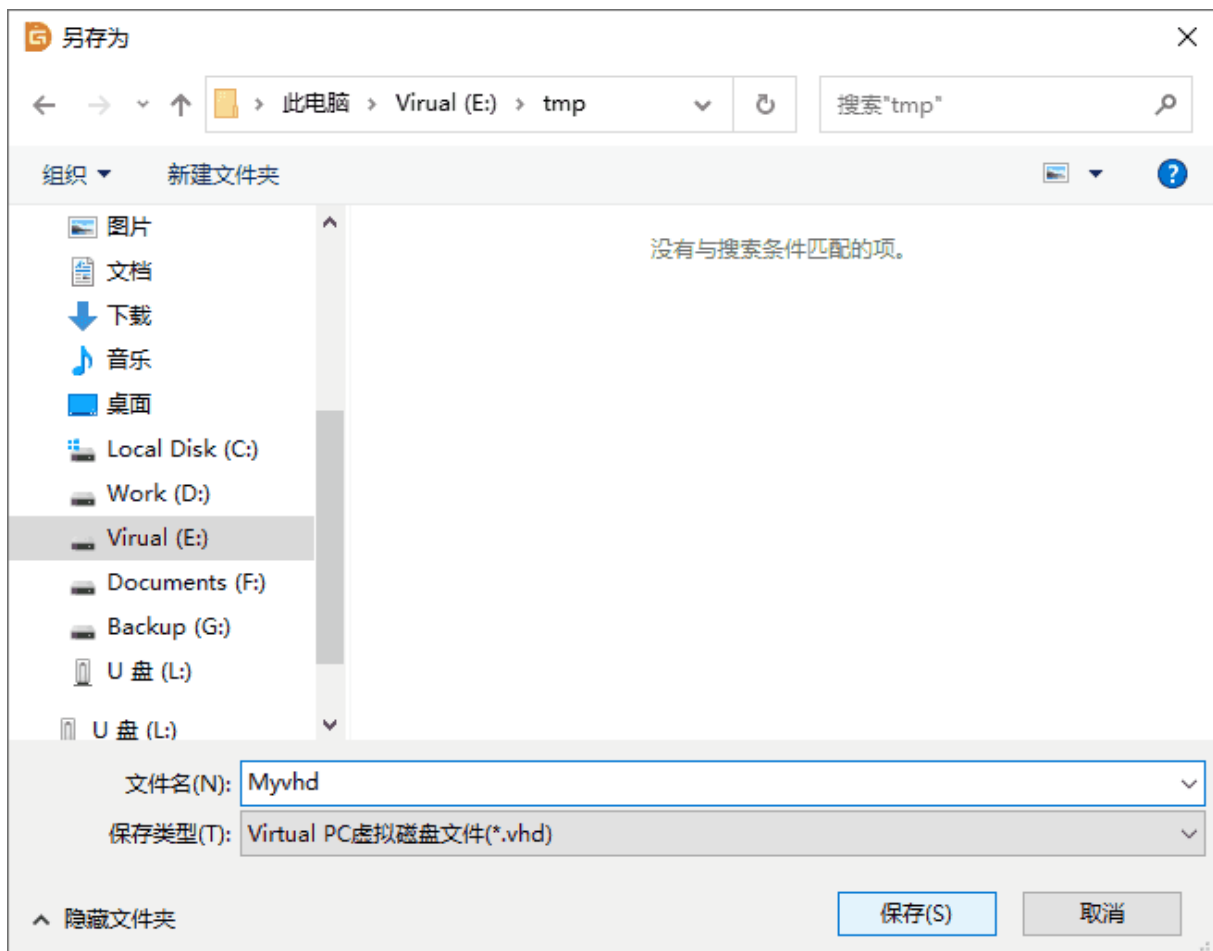 另存为
此电脑 > Virual (E:) > tmp
搜索"tmp"
组织 新建文件夹
图片
没有与搜索条件匹配的项。
文档
下载
音乐
桌面
Local Disk (C:)
Work (D:)
Virual (E:)
Documents (F:)
Backup (G:)
U 盘 (L:)
U 盘 (L:)
文件名(N): Myvhd
保存类型(T): Virtual PC虚拟磁盘文件(*.vhd)
隐藏文件夹 保存(S) 取消